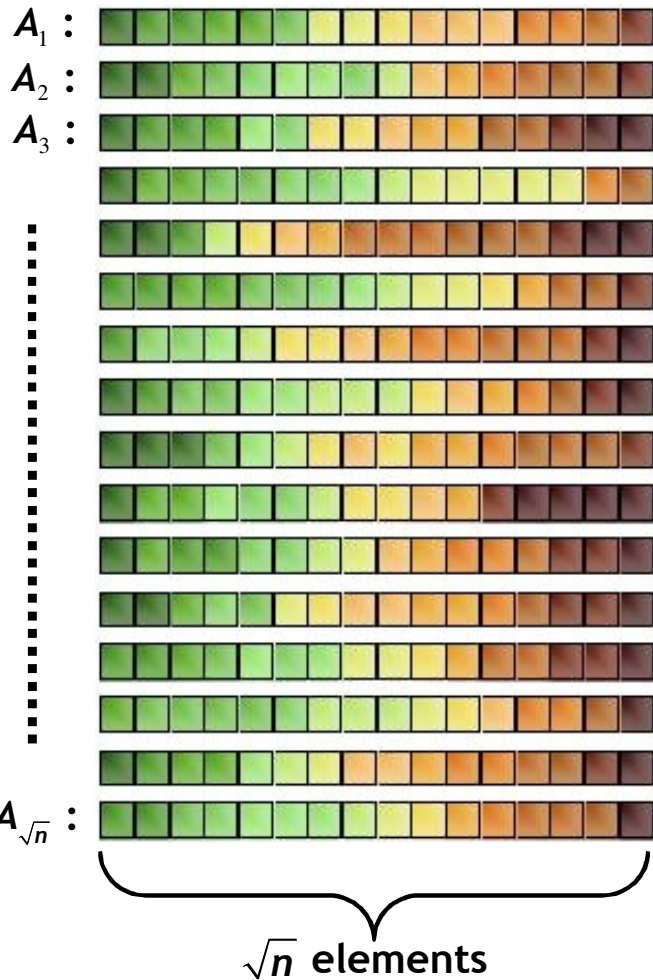 A₁ :
A₂ :
A₃ :
A√n :
√n elements